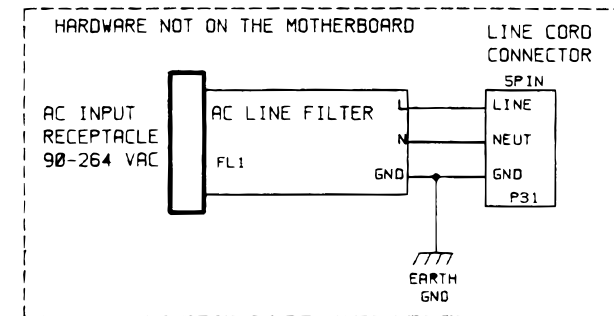 HARDWARE NOT ON THE MOTHERBOARD
LINE CORD
CONNECTOR
5PIN
AC INPUT
RECEPTACLE
90-264 VAC
AC LINE FILTER
FL1
L
N
GND
LINE
NEUT
GND
P31
EARTH
GND